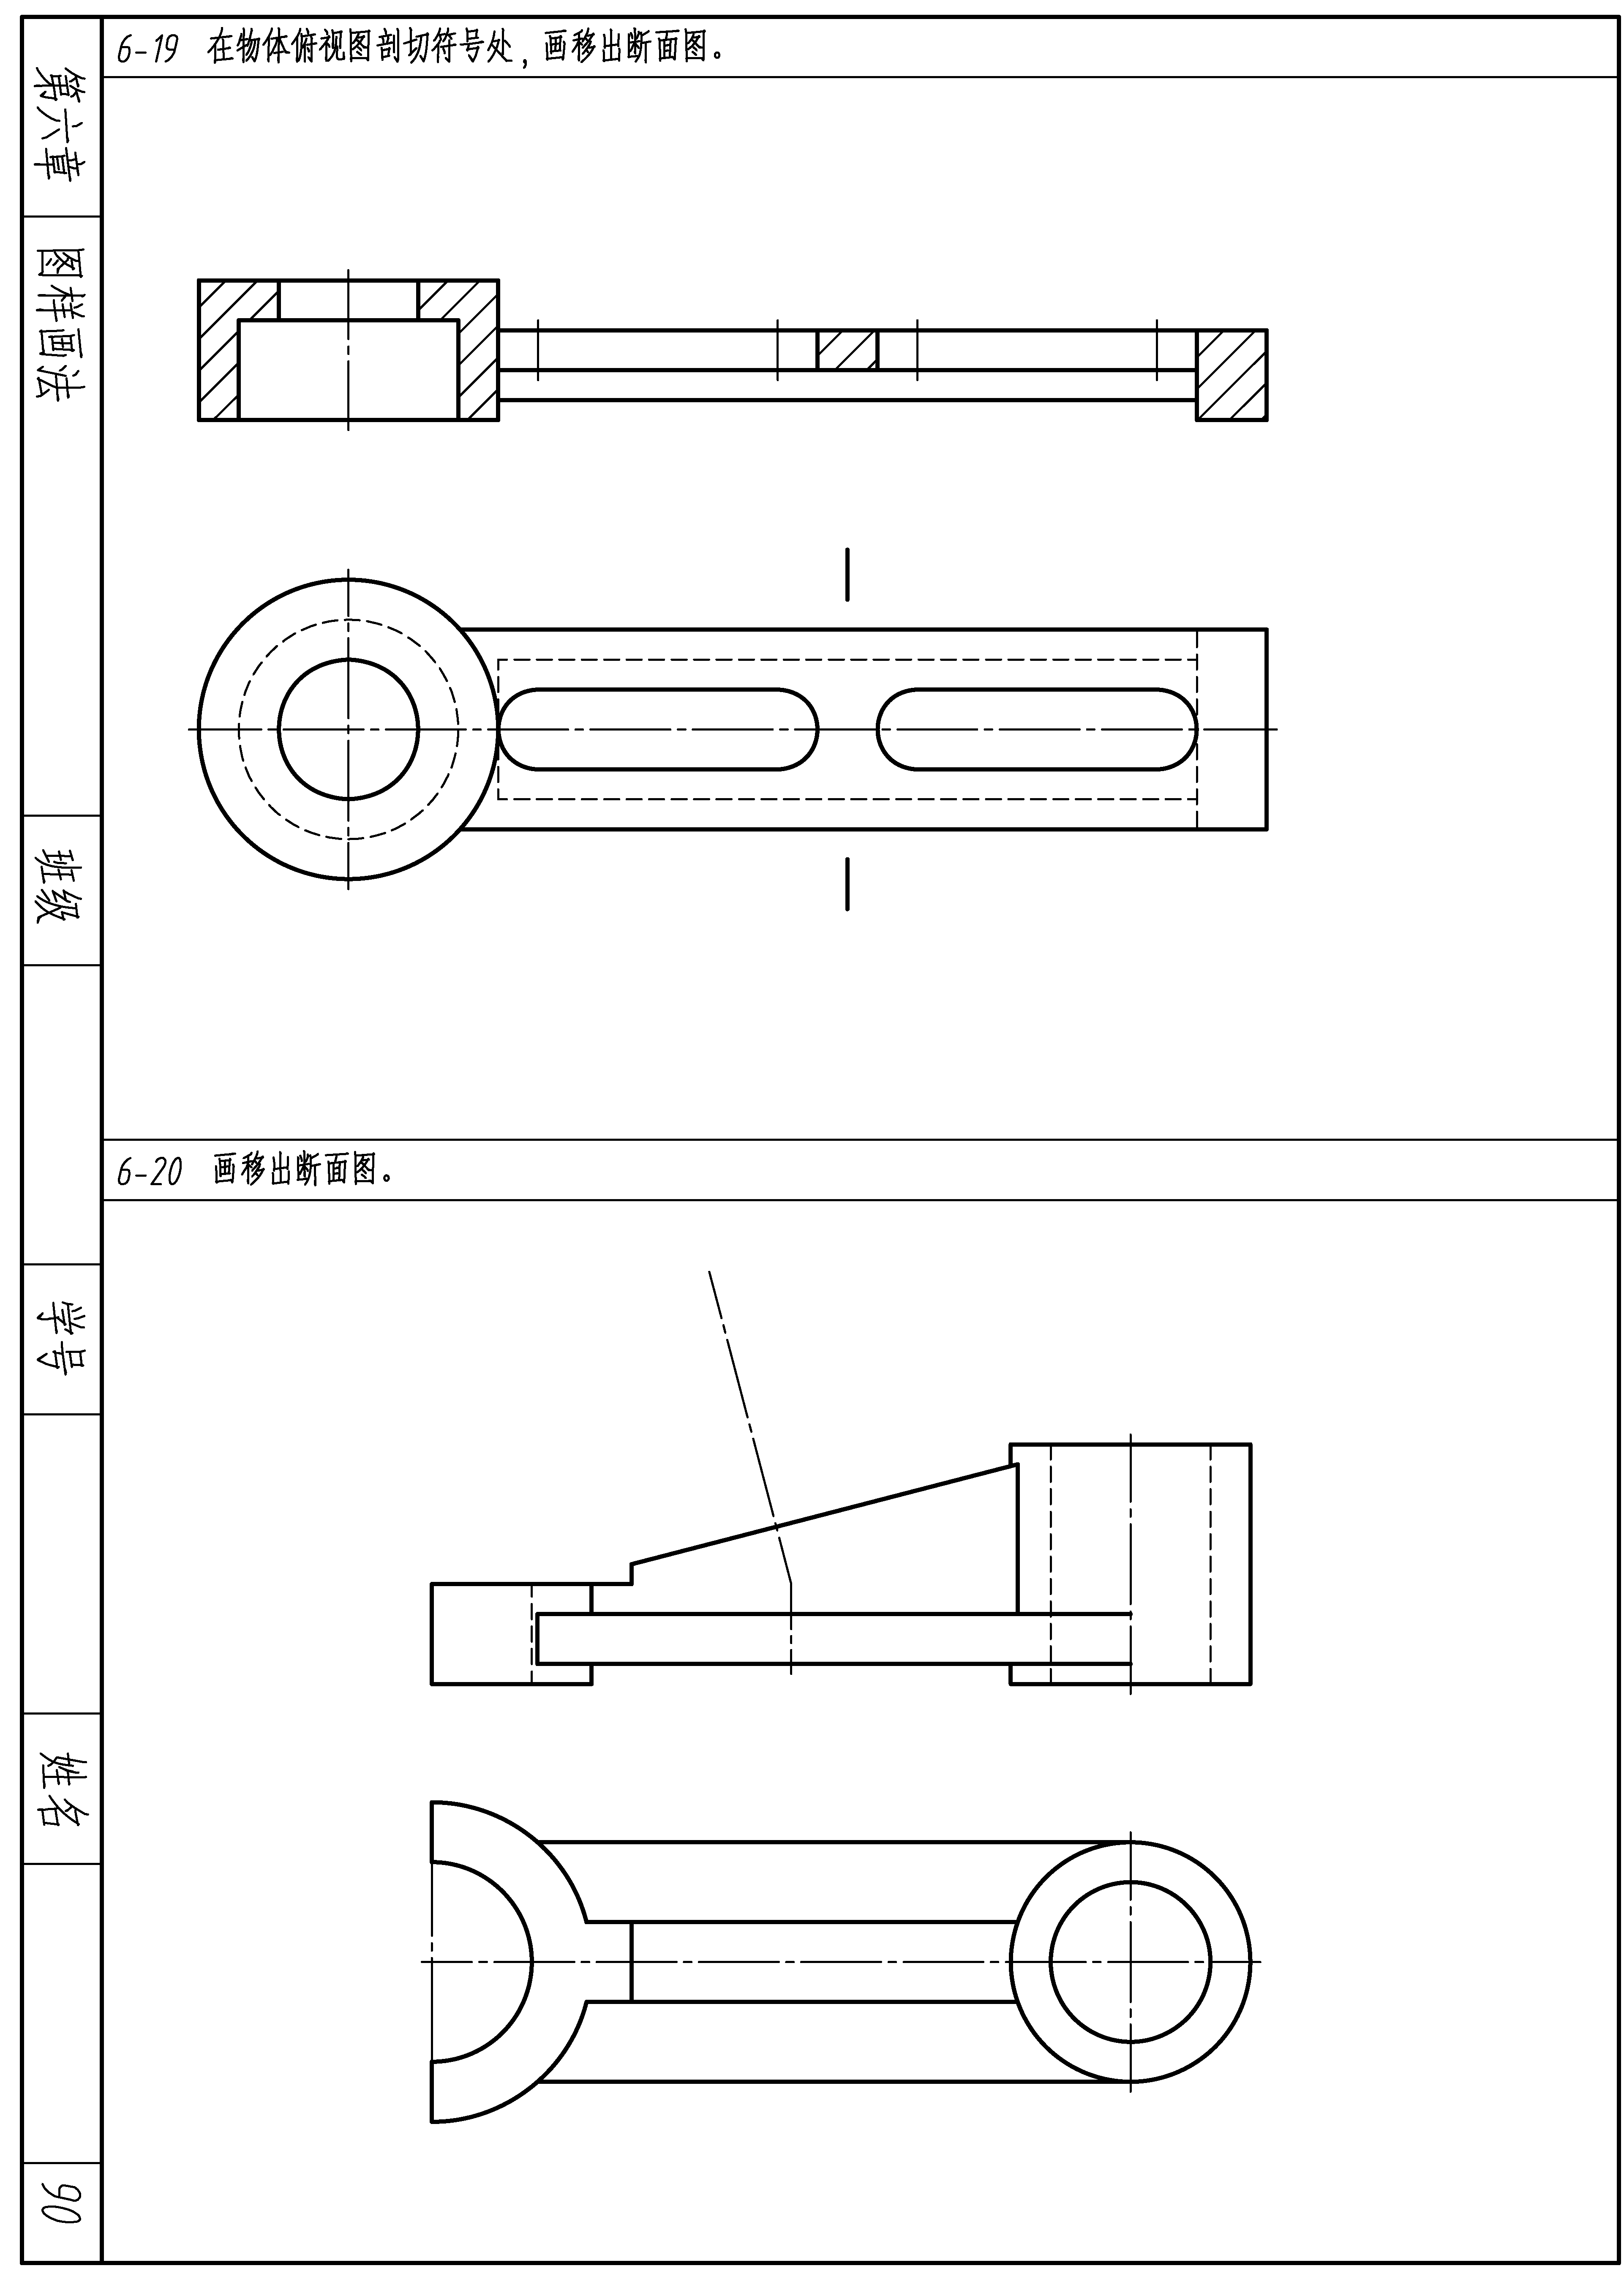 6-19 在物体俯视图剖切符号处，画移出断面图。
6-20 画移出断面图。
第六章
图样画法
班级
学号
姓名
90